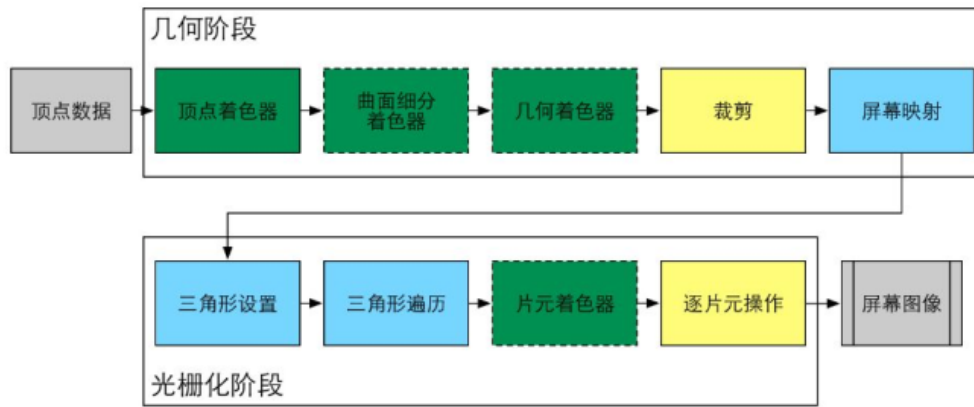 几何阶段
顶点数据
顶点着色器
曲面细分
着色器
几何着色器
裁剪
屏幕映射
三角形设置
三角形遍历
片元着色器
逐片元操作
屏幕图像
光栅化阶段